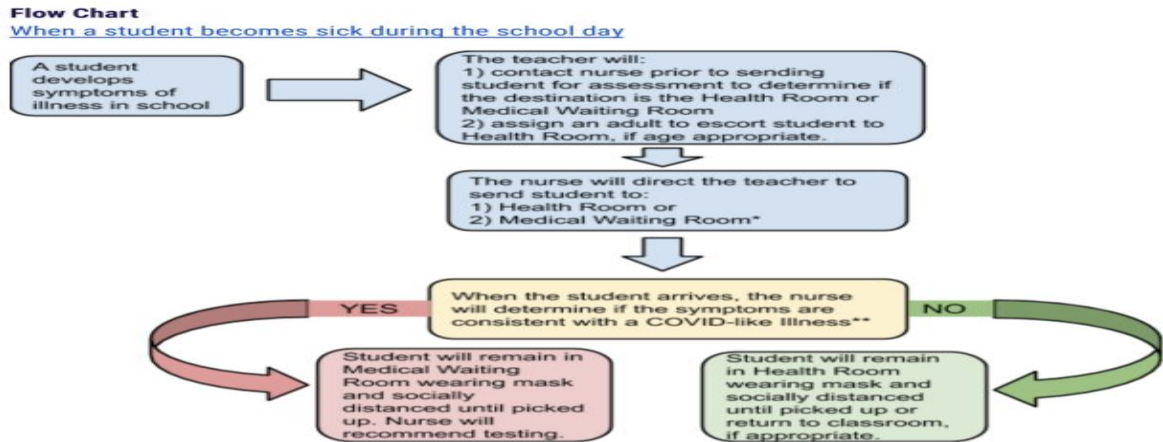 Flow Chart
When a student becomes sick during the school day
A student
develops
symptoms of
illness in school
The teacher will:
1) contact nurse prior to sending
student for assessment to determine if
the destination is the Health Room or
Medical Waiting Room
2) assign an adult to escort student to
Health Room, if age appropriate.
The nurse will direct the teacher to
send student to:
1) Health Room or
2) Medical Waiting Room*
When the student arrives, the nurse
will determine if the symptoms are
consistent with a COVID-like Illness**
YES
NO
Student will remain in
Medical Waiting
Room wearing mask
and socially
distanced until picked
up. Nurse will
recommend testing.
Student will remain
in Health Room
wearing mask and
socially distanced
until picked up or
return to classroom,
if appropriate.